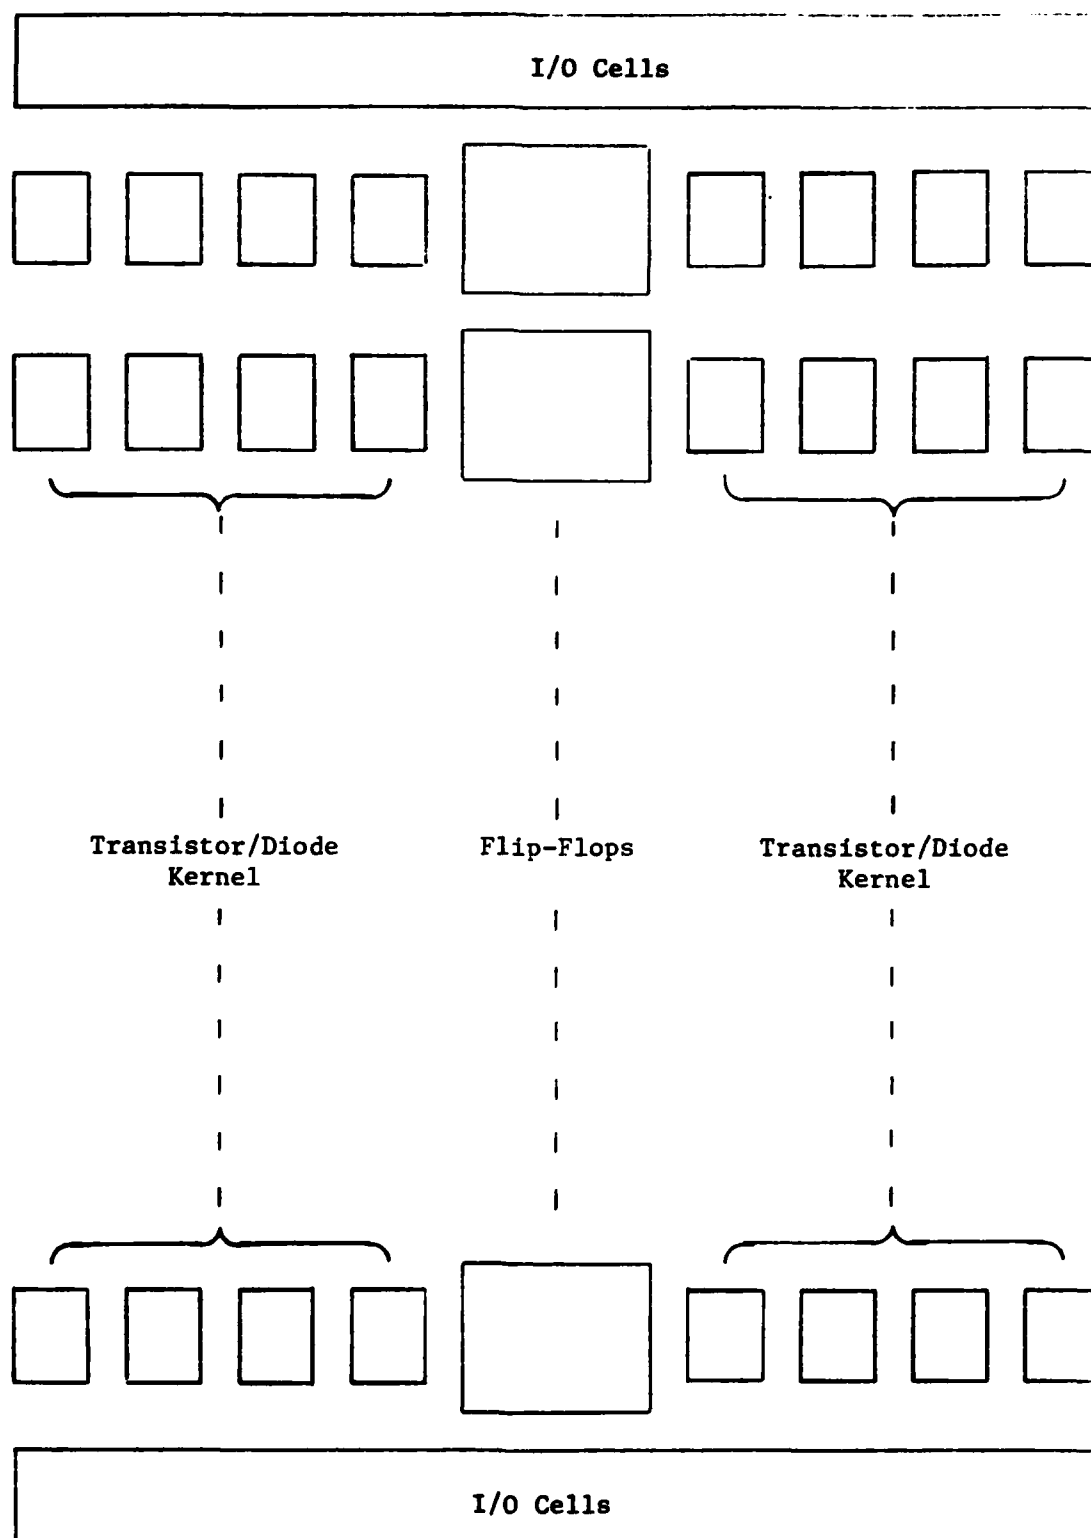 I/O Cells
Transistor/Diode
Kernel
Flip-Flops
Transistor/Diode
Kernel
I/O Cells